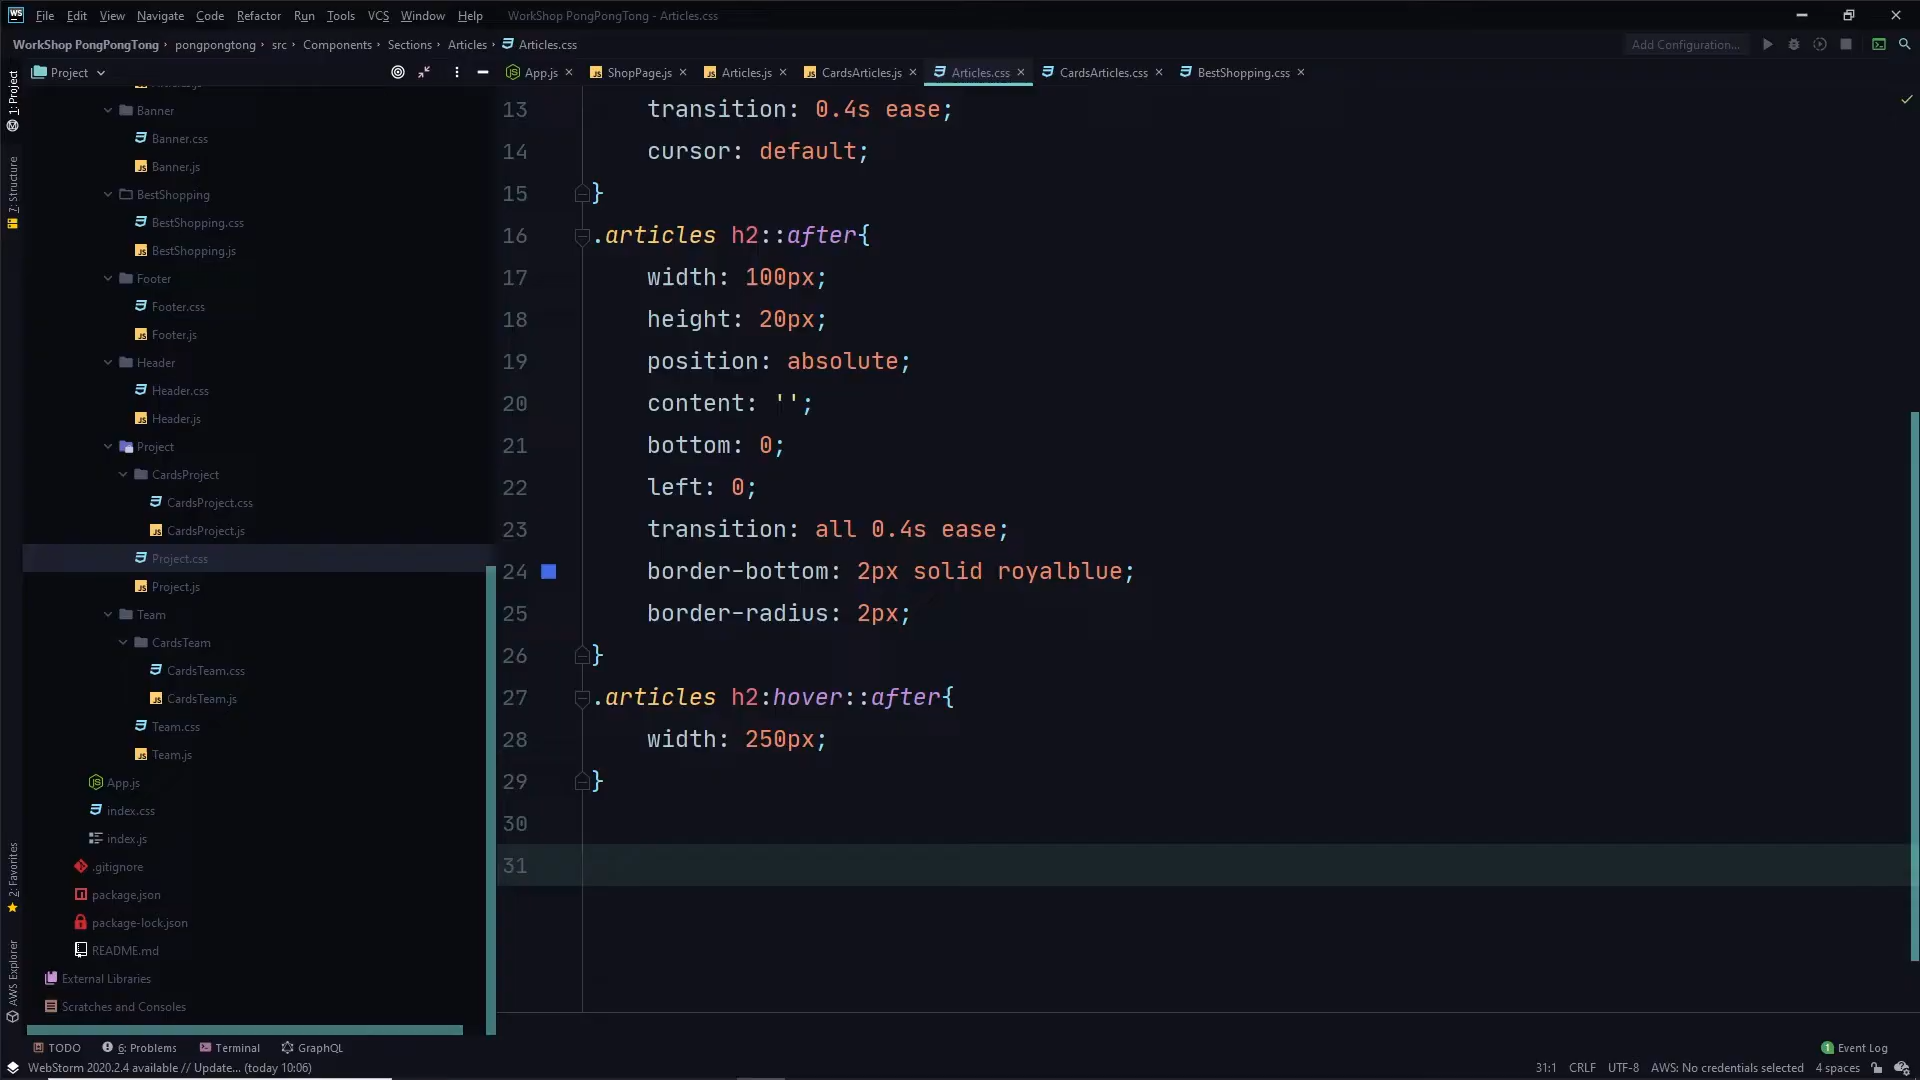 WS File Edit View Navigate Code Refactor Run Tools VCS Window Help WorkShop PongPongTong - Articles.css
WorkShop PongPongTong pongpongtong src Components Sections Articles Articles.css Add Configuration...
Project App.js ShopPage.js Articles.js CardsArticles.js Articles.css CardsArticles.css BestShopping.css
1: Project
7: Structure
2: Favorites
AWS Explorer
Banner
Banner.css
Banner.js
BestShopping
BestShopping.css
BestShopping.js
Footer
Footer.css
Footer.js
Header
Header.css
Header.js
Project
CardsProject
CardsProject.css
CardsProject.js
Project.css
Project.js
Team
CardsTeam
CardsTeam.css
CardsTeam.js
Team.css
Team.js
App.js
index.css
index.js
.gitignore
package.json
package-lock.json
README.md
External Libraries
Scratches and Consoles
13 transition: 0.4s ease;
14 cursor: default;
15 }
16 .articles h2::after{
17 width: 100px;
18 height: 20px;
19 position: absolute;
20 content: '';
21 bottom: 0;
22 left: 0;
23 transition: all 0.4s ease;
24 border-bottom: 2px solid royalblue;
25 border-radius: 2px;
26 }
27 .articles h2:hover::after{
28 width: 250px;
29 }
30
31
TODO 6: Problems Terminal GraphQL 1 Event Log
WebStorm 2020.2.4 available // Update... (today 10:06) 31:1 CRLF UTF-8 AWS: No credentials selected 4 spaces